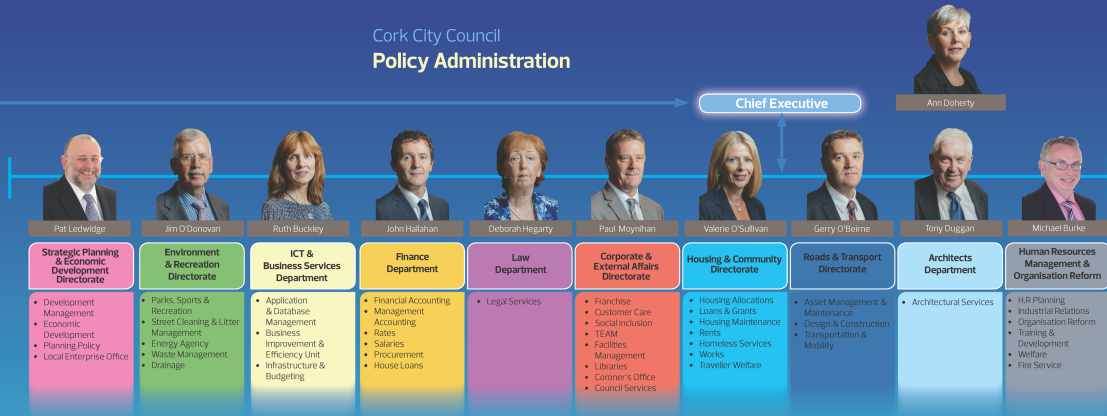 Cork City Council
Policy Administration
Chief Executive
Ann Doherty
Pat Ledwidge
Jim O'Donovan
Ruth Buckley
John Hallahan
Deborah Hegarty
Paul Moynihan
Valerie O'Sullivan
Gerry O'Beirne
Tony Duggan
Michael Burke
Strategic Planning
& Economic
Development
Directorate
• Development
Management
• Economic
Development
• Planning Policy
• Local Enterprise Office
Environment
& Recreation
Directorate
• Parks, Sports &
Recreation
• Street Cleaning & Litter
Management
• Energy Agency
• Waste Management
• Drainage
ICT &
Business Services
Department
• Application
& Database
Management
• Business
Improvement &
Efficiency Unit
• Infrastructure &
Budgeting
Finance
Department
• Financial Accounting
• Management
Accounting
• Rates
• Salaries
• Procurement
• House Loans
Law
Department
• Legal Services
Corporate &
External Affairs
Directorate
• Franchise
• Customer Care
• Social Inclusion
• TEAM
• Facilities
Management
• Libraries
• Coroner's Office
• Council Services
Housing & Community
Directorate
• Housing Allocations
• Loans & Grants
• Housing Maintenance
• Rents
• Homeless Services
• Works
• Traveller Welfare
Roads & Transport
Directorate
• Asset Management &
Maintenance
• Design & Construction
• Transportation &
Mobility
Architects
Department
• Architectural Services
Human Resources
Management &
Organisation Reform
• H.R Planning
• Industrial Relations
• Organisation Reform
• Training &
Development
• Welfare
• Fire Service